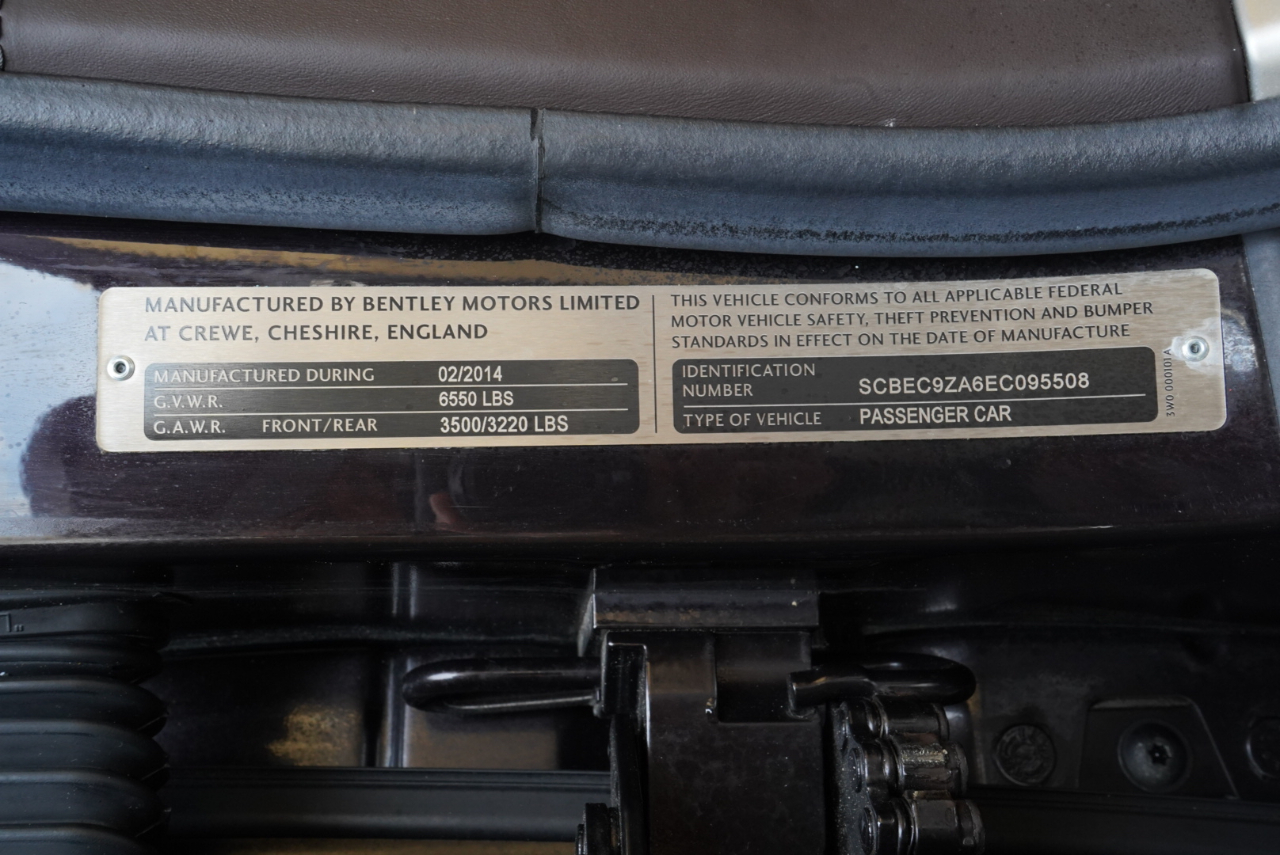 MANUFACTURED BY BENTLEY MOTORS LIMITED
AT CREWE, CHESHIRE, ENGLAND
MANUFACTURED DURING 02/2014
G.V.W.R. 6550 LBS
G.A.W.R. FRONT/REAR 3500/3220 LBS
THIS VEHICLE CONFORMS TO ALL APPLICABLE FEDERAL
MOTOR VEHICLE SAFETY, THEFT PREVENTION AND BUMPER
STANDARDS IN EFFECT ON THE DATE OF MANUFACTURE
IDENTIFICATION
NUMBER SCBEC9ZA6EC095508
TYPE OF VEHICLE PASSENGER CAR
3W0 000101A